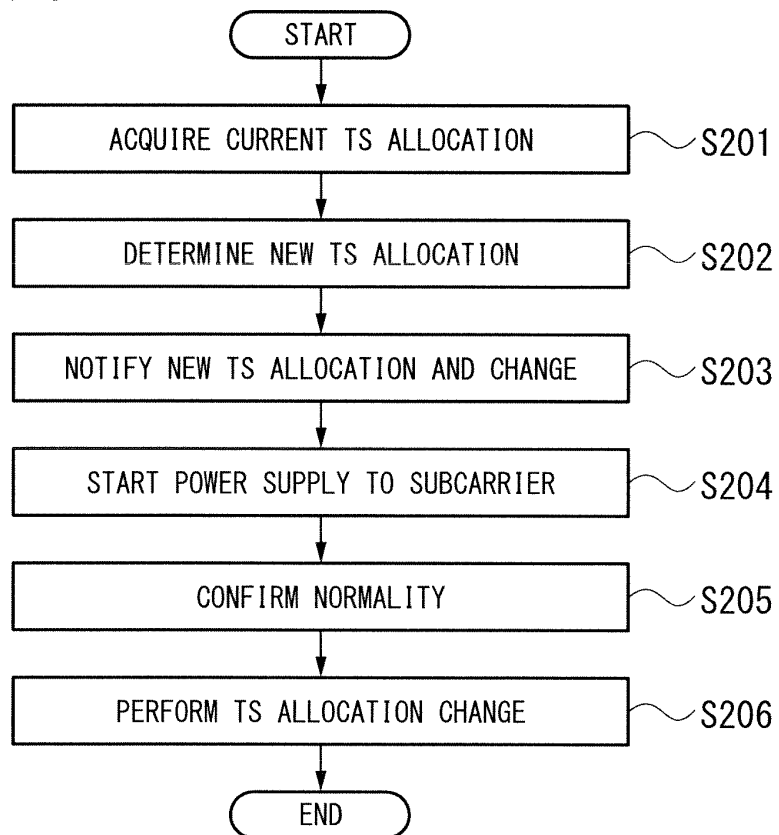 START
ACQUIRE CURRENT TS ALLOCATION S201
DETERMINE NEW TS ALLOCATION S202
NOTIFY NEW TS ALLOCATION AND CHANGE S203
START POWER SUPPLY TO SUBCARRIER S204
CONFIRM NORMALITY S205
PERFORM TS ALLOCATION CHANGE S206
END